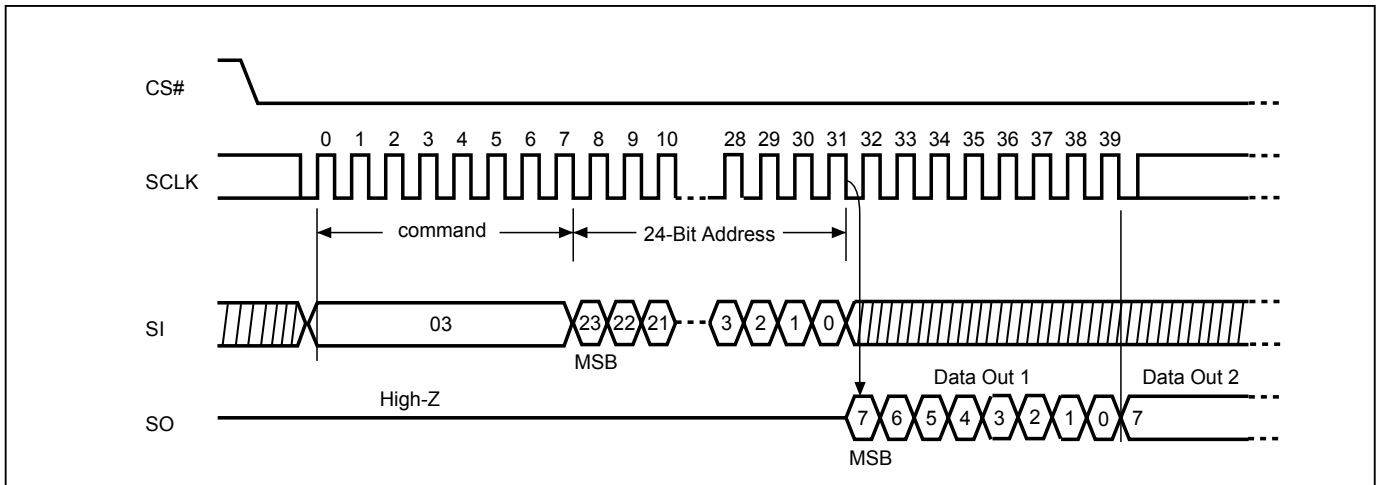 CS#
0 1 2 3 4 5 6 7 8 9 10 28 29 30 31 32 33 34 35 36 37 38 39
SCLK
command 24-Bit Address
SI 03 23 22 21 3 2 1 0
MSB
Data Out 1 Data Out 2
High-Z
SO 7 6 5 4 3 2 1 0 7
MSB